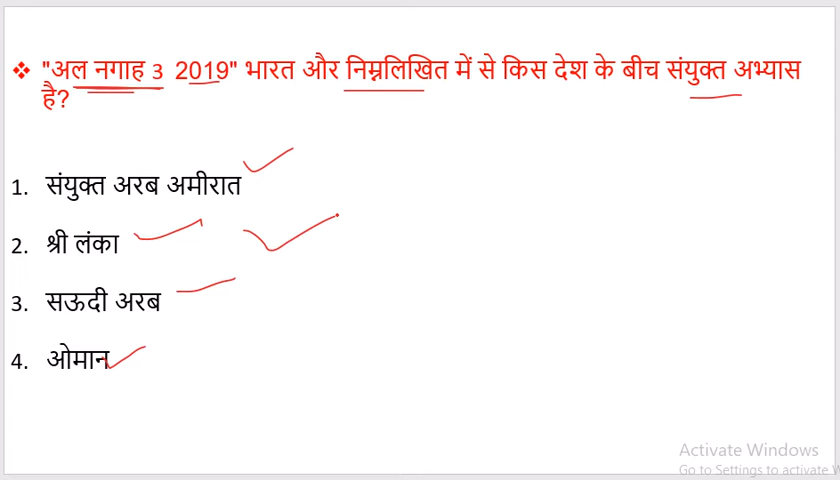 ❖ "अल नगाह 3 2019" भारत और निम्नलिखित में से किस देश के बीच संयुक्त अभ्यास
है?
1. संयुक्त अरब अमीरात
2. श्री लंका
3. सऊदी अरब
4. ओमान
Activate Windows
Go to Settings to activate W